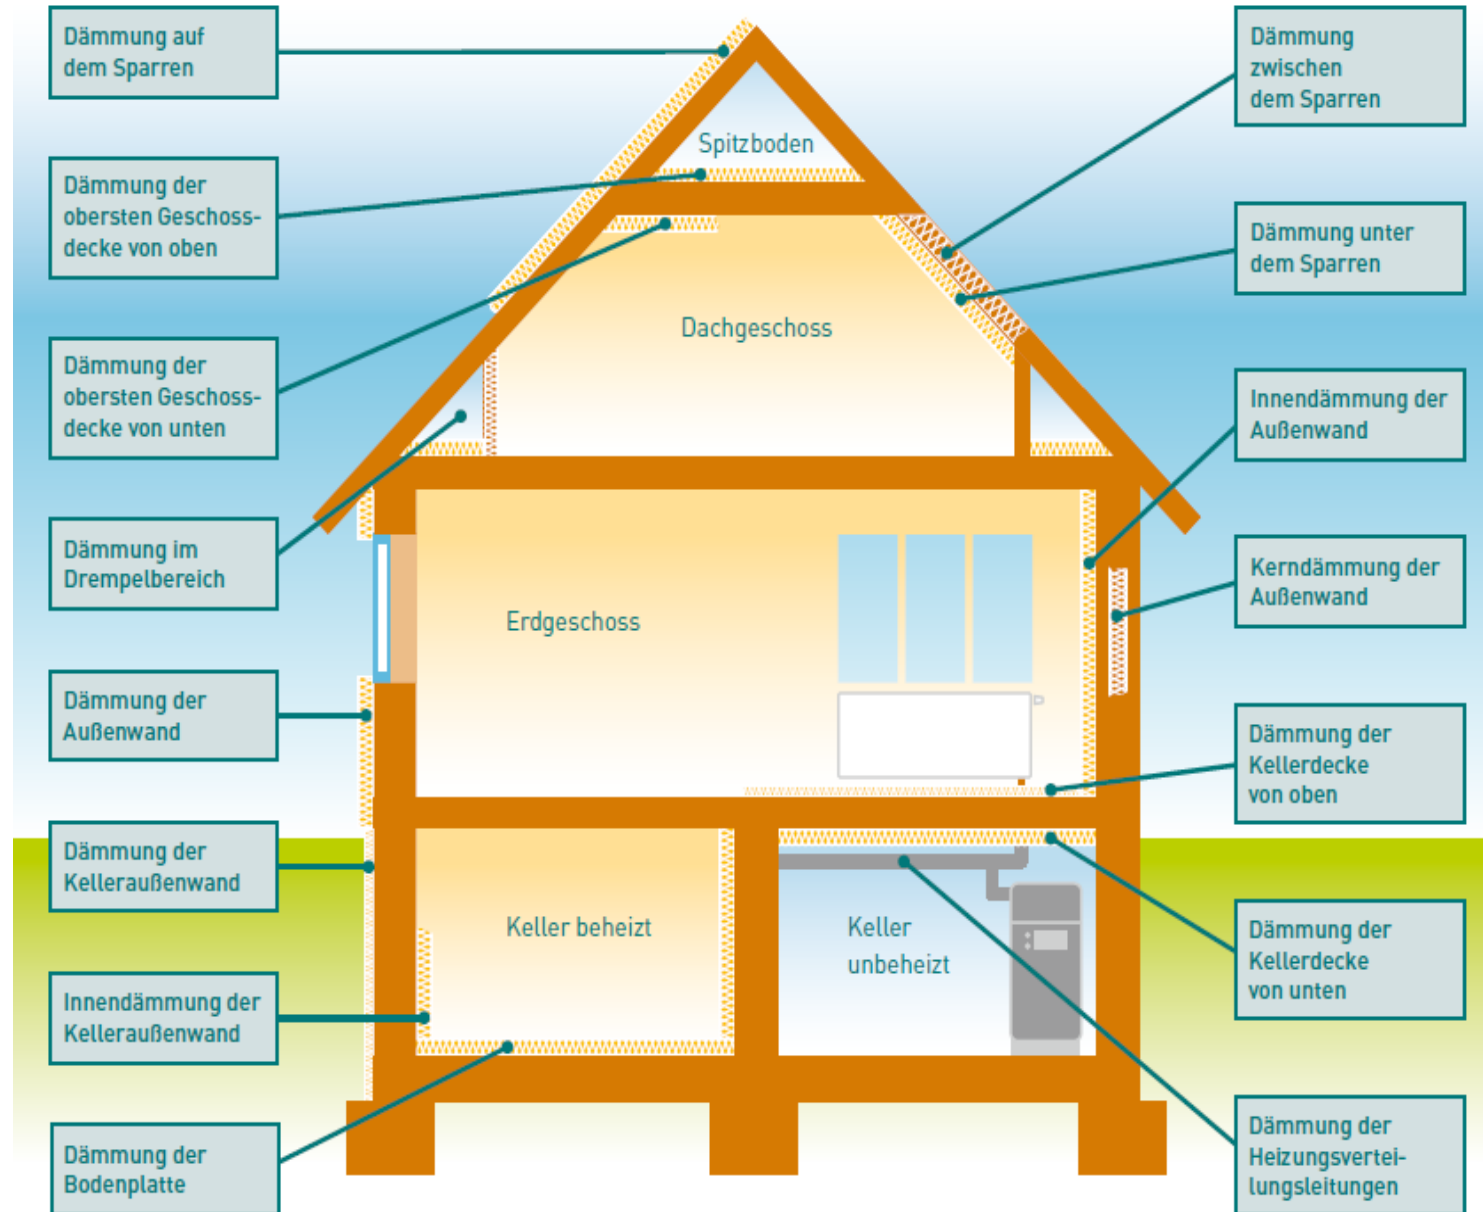 Dämmung auf
dem Sparren
Dämmung der
obersten Geschoss-
decke von oben
Dämmung der
obersten Geschoss-
decke von unten
Dämmung im
Drempelbereich
Dämmung der
Außenwand
Dämmung der
Kelleraußenwand
Innendämmung der
Kelleraußenwand
Dämmung der
Bodenplatte
Spitzboden
Dachgeschoss
Erdgeschoss
Keller beheizt
Keller
unbeheizt
Dämmung
zwischen
dem Sparren
Dämmung unter
dem Sparren
Innendämmung der
Außenwand
Kerndämmung der
Außenwand
Dämmung der
Kellerdecke
von oben
Dämmung der
Kellerdecke
von unten
Dämmung der
Heizungsvertei-
lungsleitungen